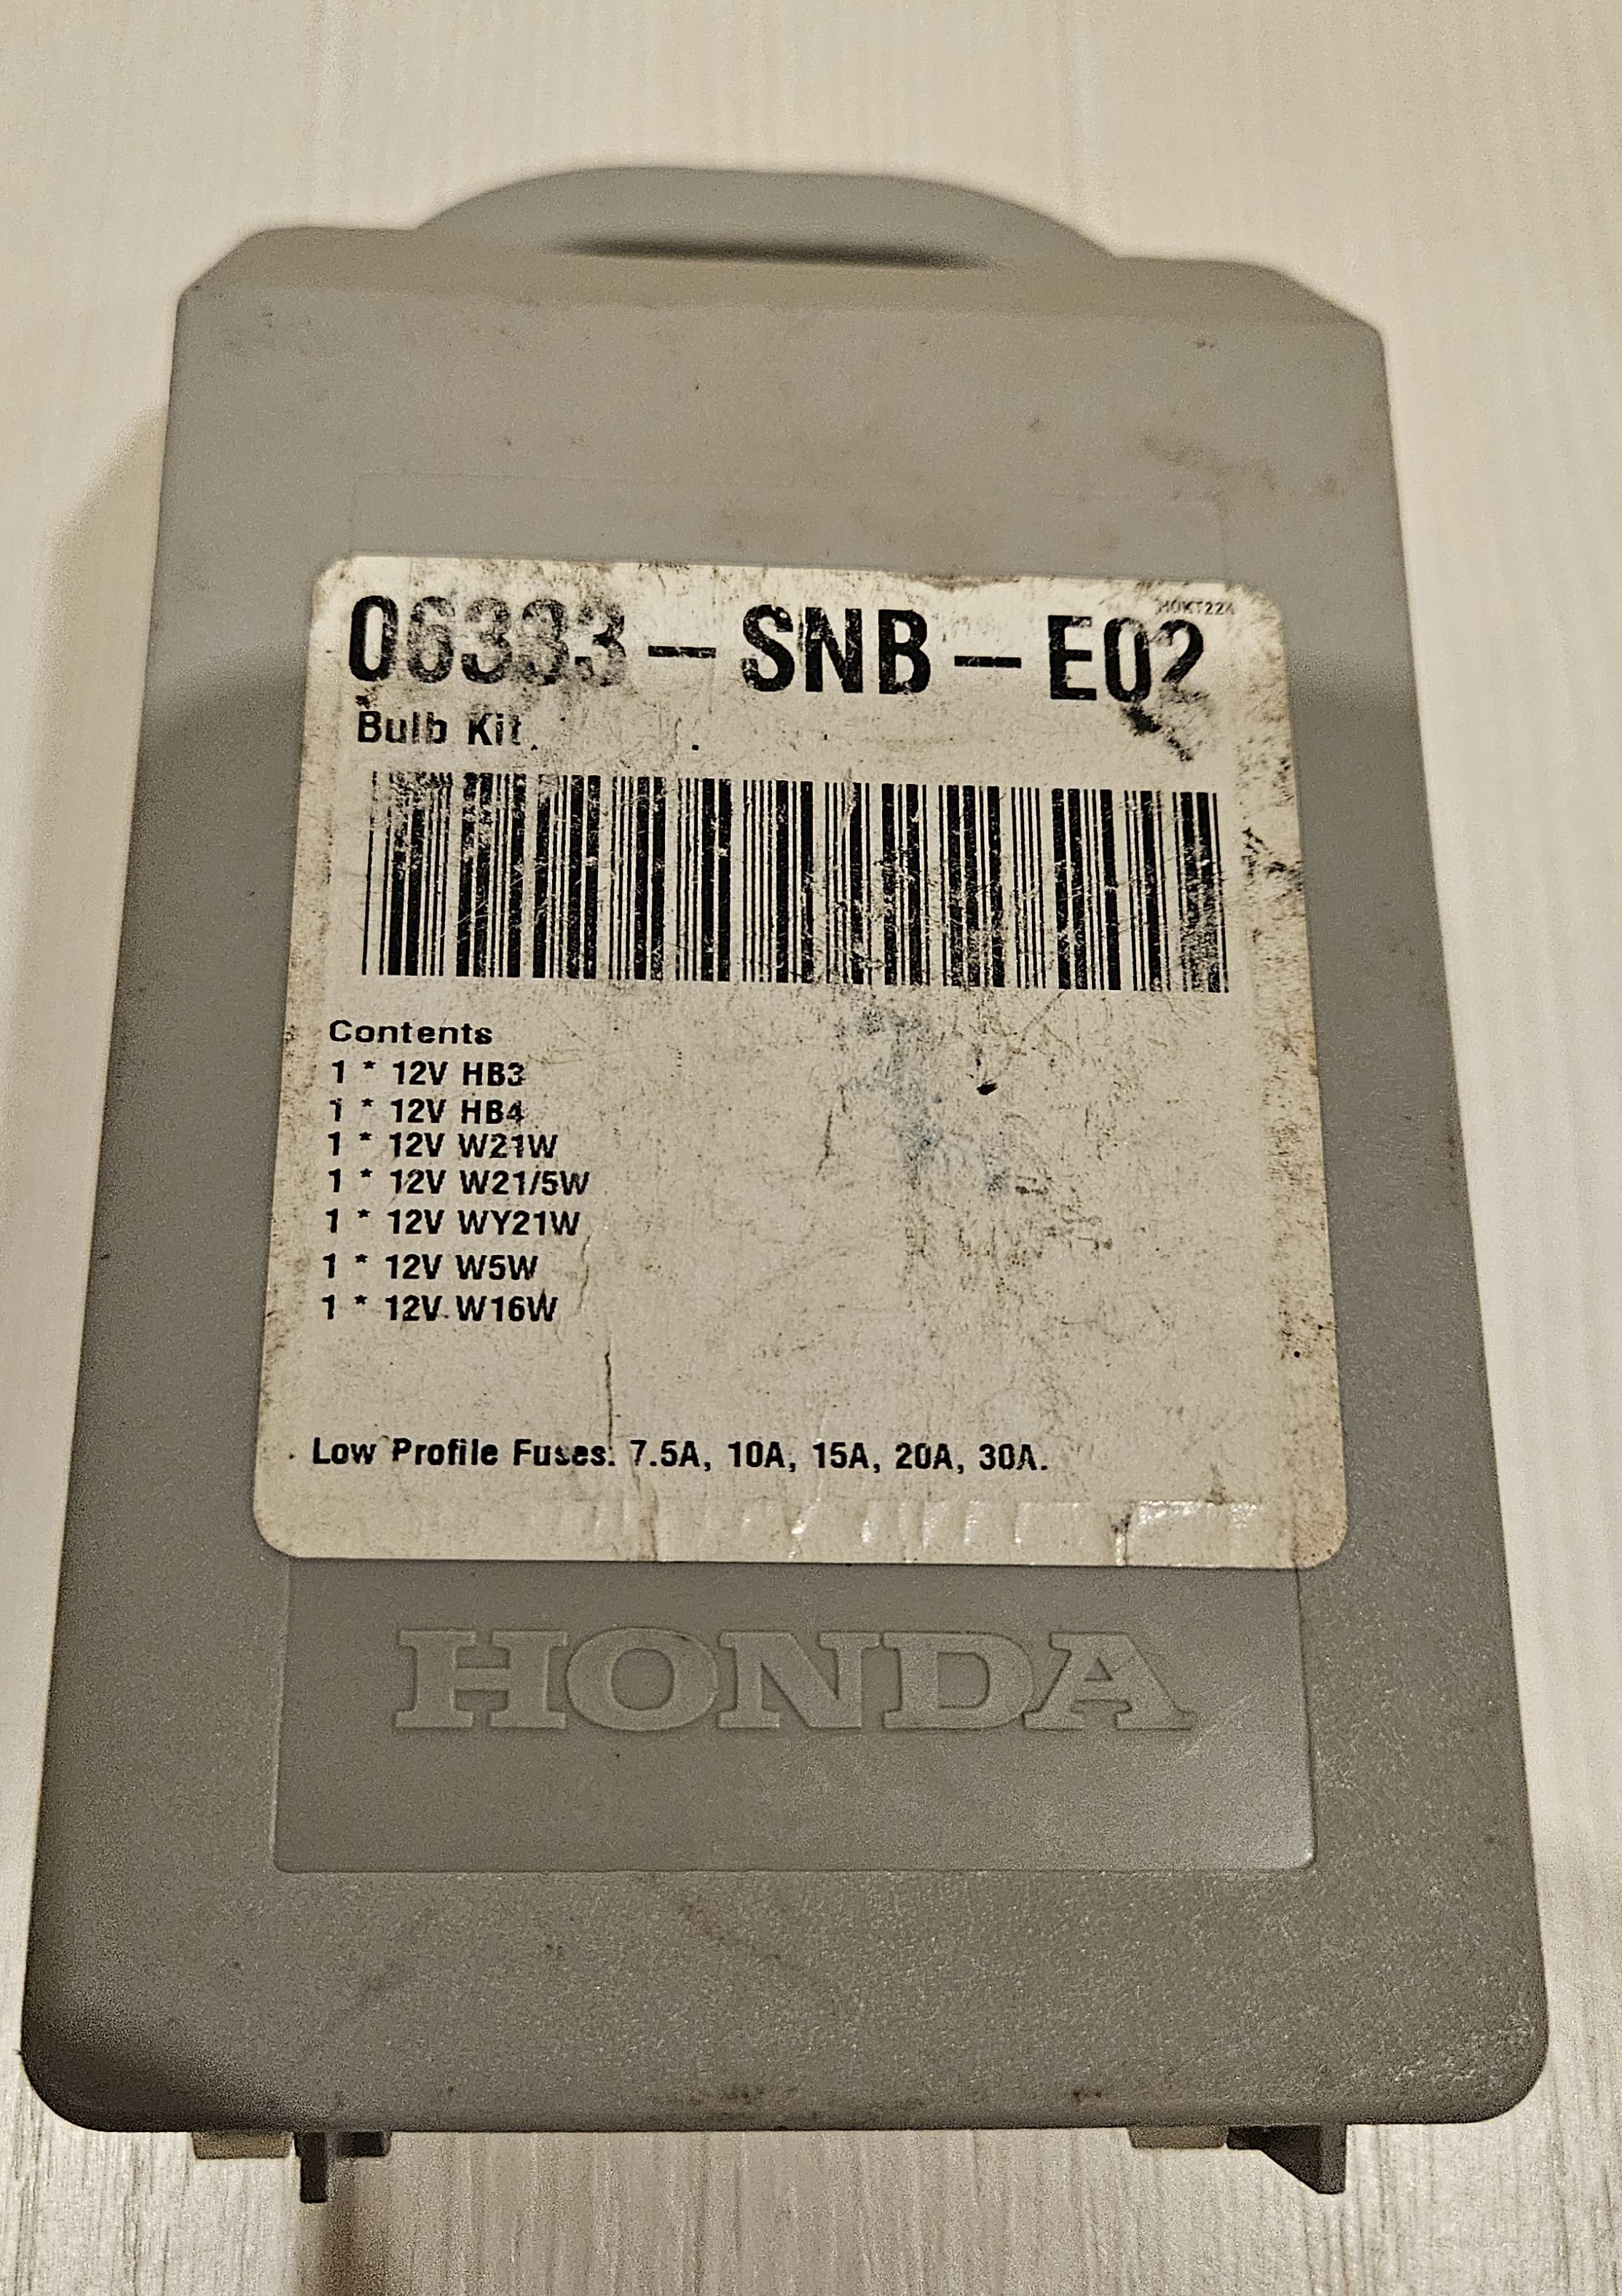 HOKT224
06333-SNB-E02
Bulb Kit
Contents
1 * 12V HB3
1 * 12V HB4
1 * 12V W21W
1 * 12V W21/5W
1 * 12V WY21W
1 * 12V W5W
1 * 12V W16W
Low Profile Fuses: 7.5A, 10A, 15A, 20A, 30A.
HONDA